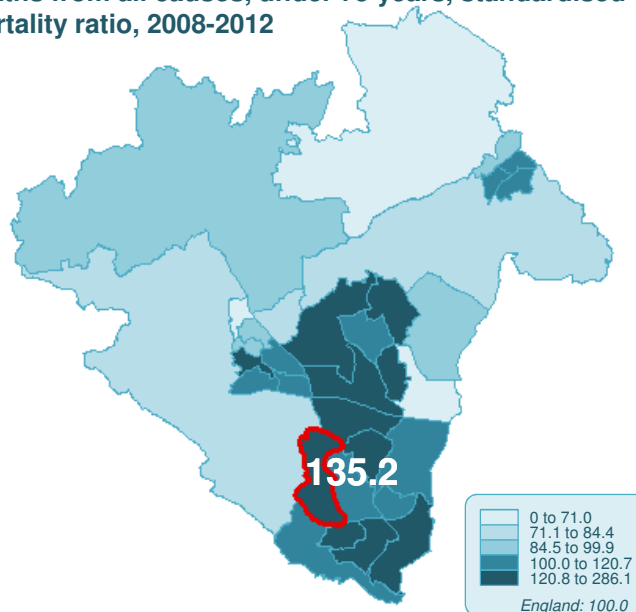 rtality ratio, 2008-2012
135.2
0 to 71.0
71.1 to 84.4
84.5 to 99.9
100.0 to 120.7
120.8 to 286.1
England: 100.0